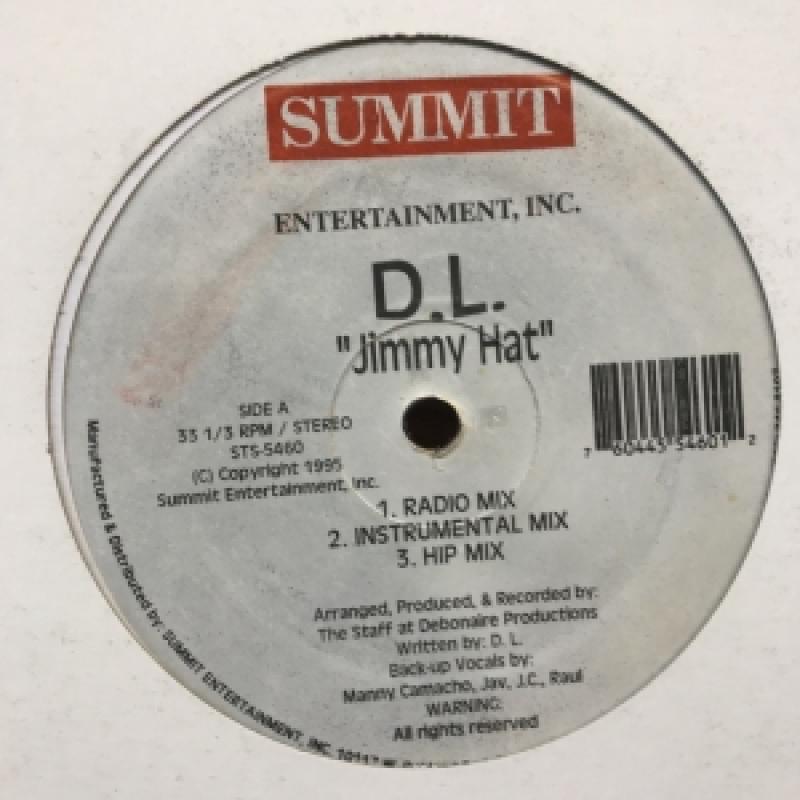 SUMMIT
ENTERTAINMENT, INC.
D.L.
"Jimmy Hat"
SIDE A
33 1/3 RPM / STEREO
STS-5460
(C) Copyright 1995
Summit Entertainment, Inc.
7 60445 54601 2
1. RADIO MIX
2. INSTRUMENTAL MIX
3. HIP MIX
Arranged, Produced, & Recorded by:
The Staff at Debonaire Productions
Written by: D. L.
Back-up Vocals by:
Manny Camacho, Jav, J.C., Raul
WARNING:
All rights reserved
Manufactured & Distributed by: SUMMIT ENTERTAINMENT, INC. 10117